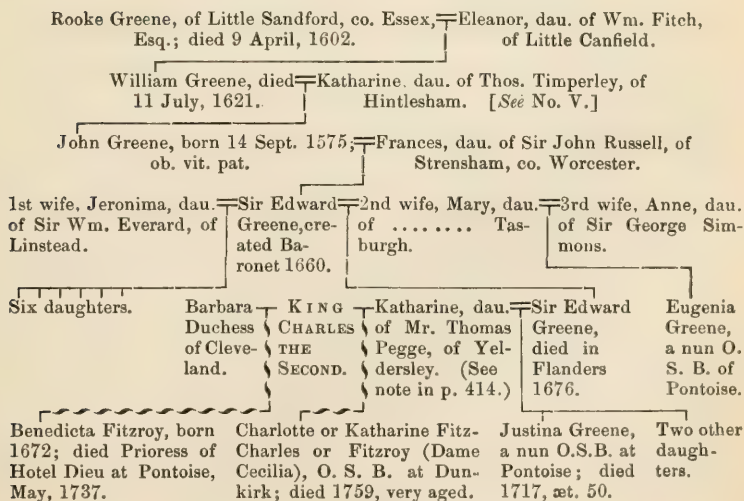 Rooke Greene, of Little Sandford, co. Essex, Eleanor, dau. of Wm. Fitch,
Esq.; died 9 April, 1602. of Little Canfield.
William Greene, died Katharine, dau. of Thos. Timperley, of
11 July, 1621. Hintlesham. [See No. V.]
John Greene, born 14 Sept. 1575; Frances, dau. of Sir John Russell, of
ob. vit. pat. Strensham, co. Worcester.
1st wife, Jeronima, dau.
of Sir Wm. Everard, of
Linstead.
Sir Edward
Greene, cre-
ated Ba-
ronet 1660.
2nd wife, Mary, dau.
of ........ Tas-
burgh.
3rd wife, Anne, dau.
of Sir George Sim-
mons.
Six daughters.
Barbara
Duchess
of Cleve-
land.
KING
CHARLES
THE
SECOND.
Katharine, dau.
of Mr. Thomas
Pegge, of Yel-
dersley. (See
note in p. 414.)
Sir Edward
Greene,
died in
Flanders
1676.
Eugenia
Greene,
a nun O.
S. B. of
Pontoise.
Benedicta Fitzroy, born
1672; died Prioress of
Hotel Dieu at Pontoise,
May, 1737.
Charlotte or Katharine Fitz-
Charles or Fitzroy (Dame
Cecilia), O. S. B. at Dun-
kirk; died 1759, very aged.
Justina Greene,
a nun O.S.B. at
Pontoise; died
1717, æt. 50.
Two other
daugh-
ters.